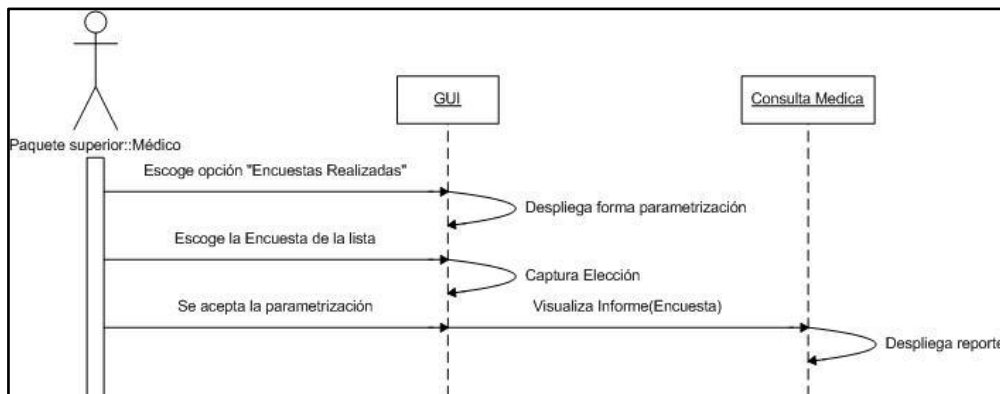 GUI
Consulta Medica
Paquete superior::Médico
Escoge opción "Encuestas Realizadas"
Despliega forma parametrización
Escoge la Encuesta de la lista
Captura Elección
Se acepta la parametrización
Visualiza Informe(Encuesta)
Despliega reporte